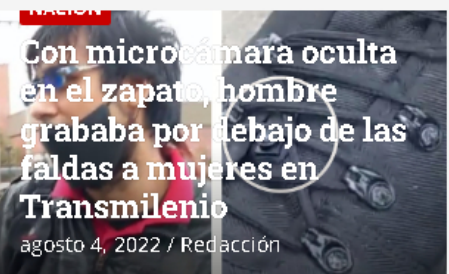 NACIÓN
Con microcámara oculta
en el zapato, hombre
grababa por debajo de las
faldas a mujeres en
Transmilenio
agosto 4, 2022 / Redacción